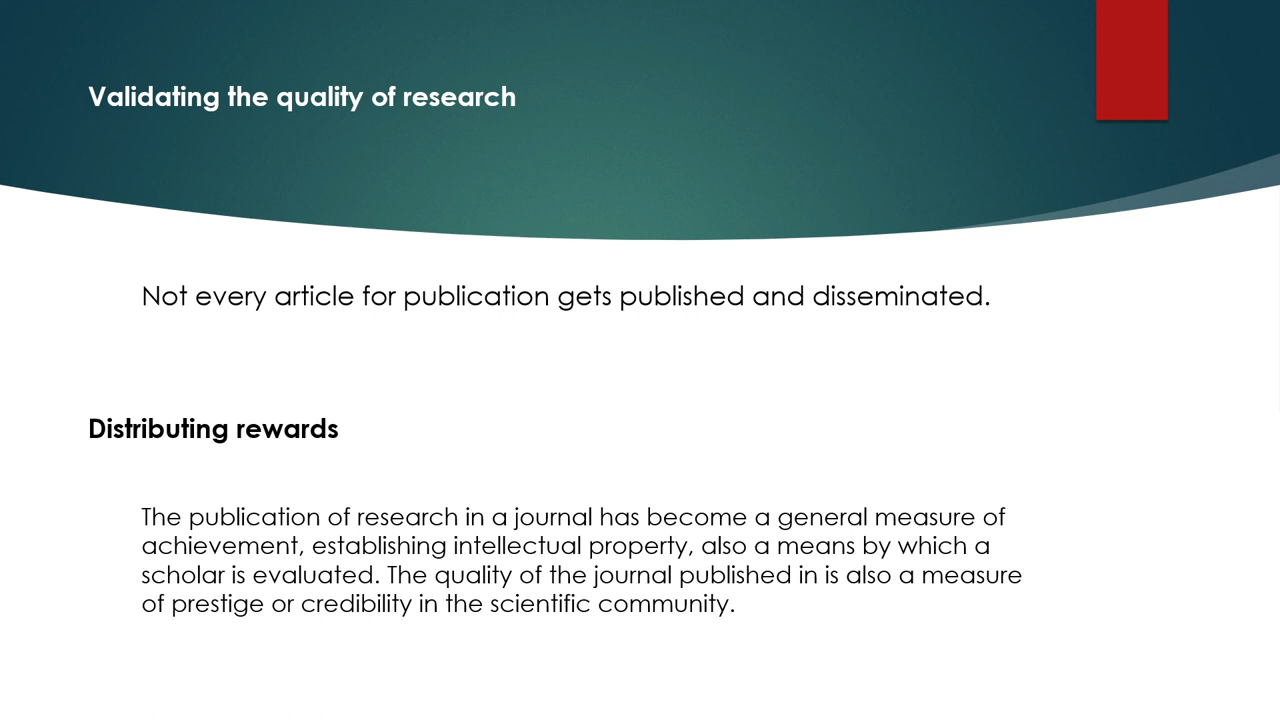 Validating the quality of research
Not every article for publication gets published and disseminated.
Distributing rewards
The publication of research in a journal has become a general measure of
achievement, establishing intellectual property, also a means by which a
scholar is evaluated. The quality of the journal published in is also a measure
of prestige or credibility in the scientific community.